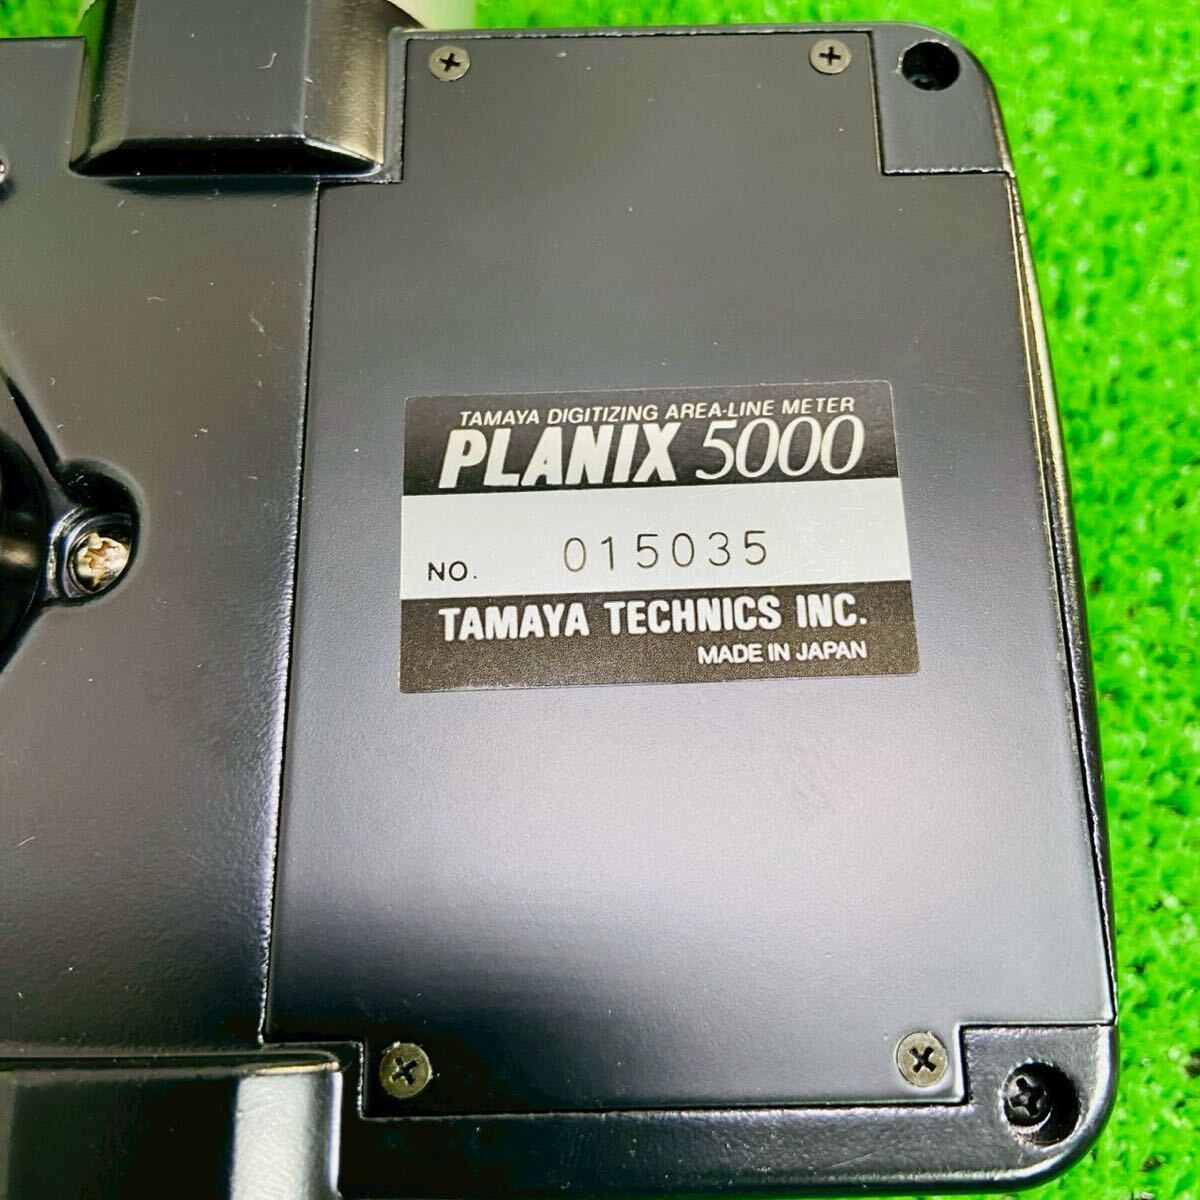 TAMAYA DIGITIZING AREA-LINE METER
PLANIX 5000
NO. 015035
TAMAYA TECHNICS INC.
MADE IN JAPAN